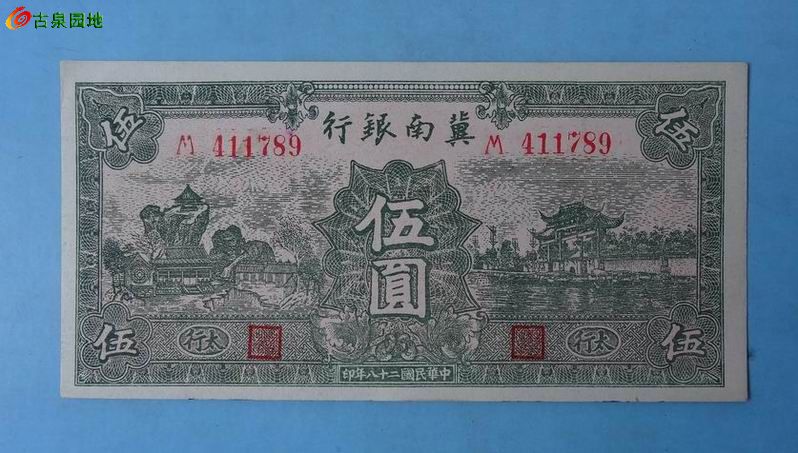 古泉园地
伍 伍
冀南銀行
M 411789 M 411789
伍圓
太行 太行
伍 伍
中華民國二十八年印